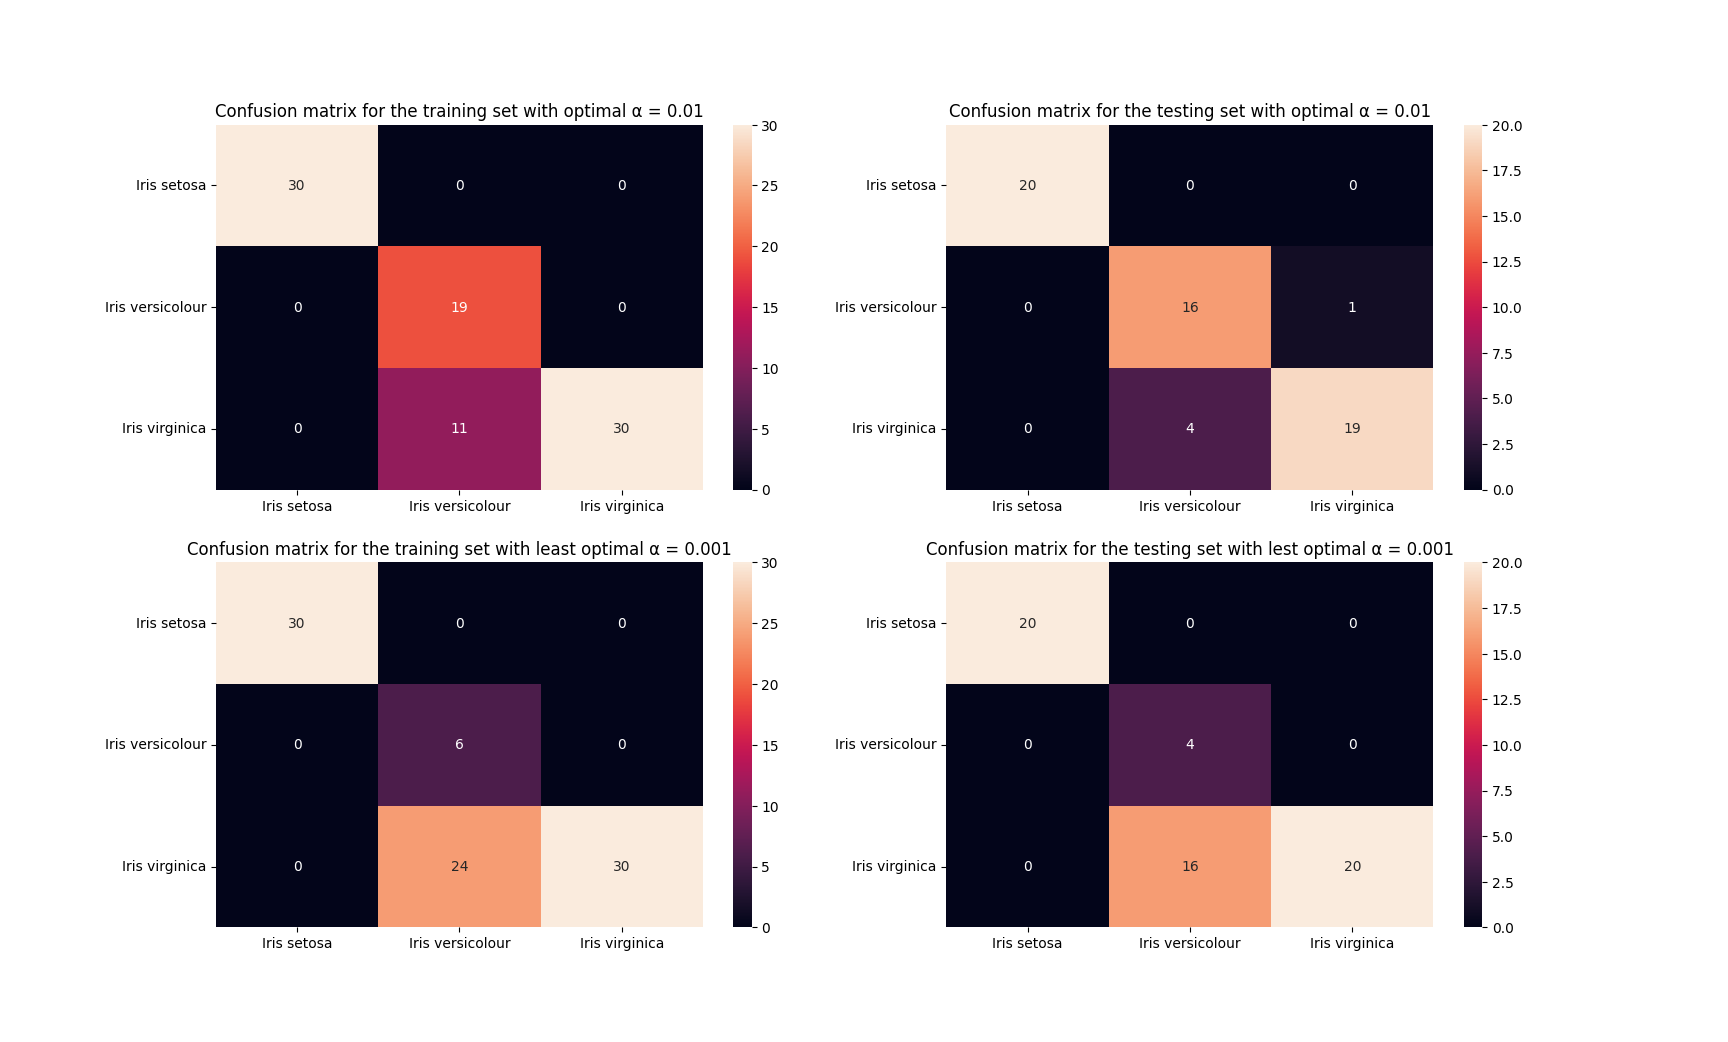 Confusion matrix for the training set with optimal α = 0.01
30
25
20
15
10
5
0
Iris setosa
30 0 0
Iris versicolour
0 19 0
Iris virginica
0 11 30
Iris setosa Iris versicolour Iris virginica
Confusion matrix for the testing set with optimal α = 0.01
20.0
17.5
15.0
12.5
10.0
7.5
5.0
2.5
0.0
Iris setosa
20 0 0
Iris versicolour
0 16 1
Iris virginica
0 4 19
Iris setosa Iris versicolour Iris virginica
Confusion matrix for the training set with least optimal α = 0.001
30
25
20
15
10
5
0
Iris setosa
30 0 0
Iris versicolour
0 6 0
Iris virginica
0 24 30
Iris setosa Iris versicolour Iris virginica
Confusion matrix for the testing set with lest optimal α = 0.001
20.0
17.5
15.0
12.5
10.0
7.5
5.0
2.5
0.0
Iris setosa
20 0 0
Iris versicolour
0 4 0
Iris virginica
0 16 20
Iris setosa Iris versicolour Iris virginica